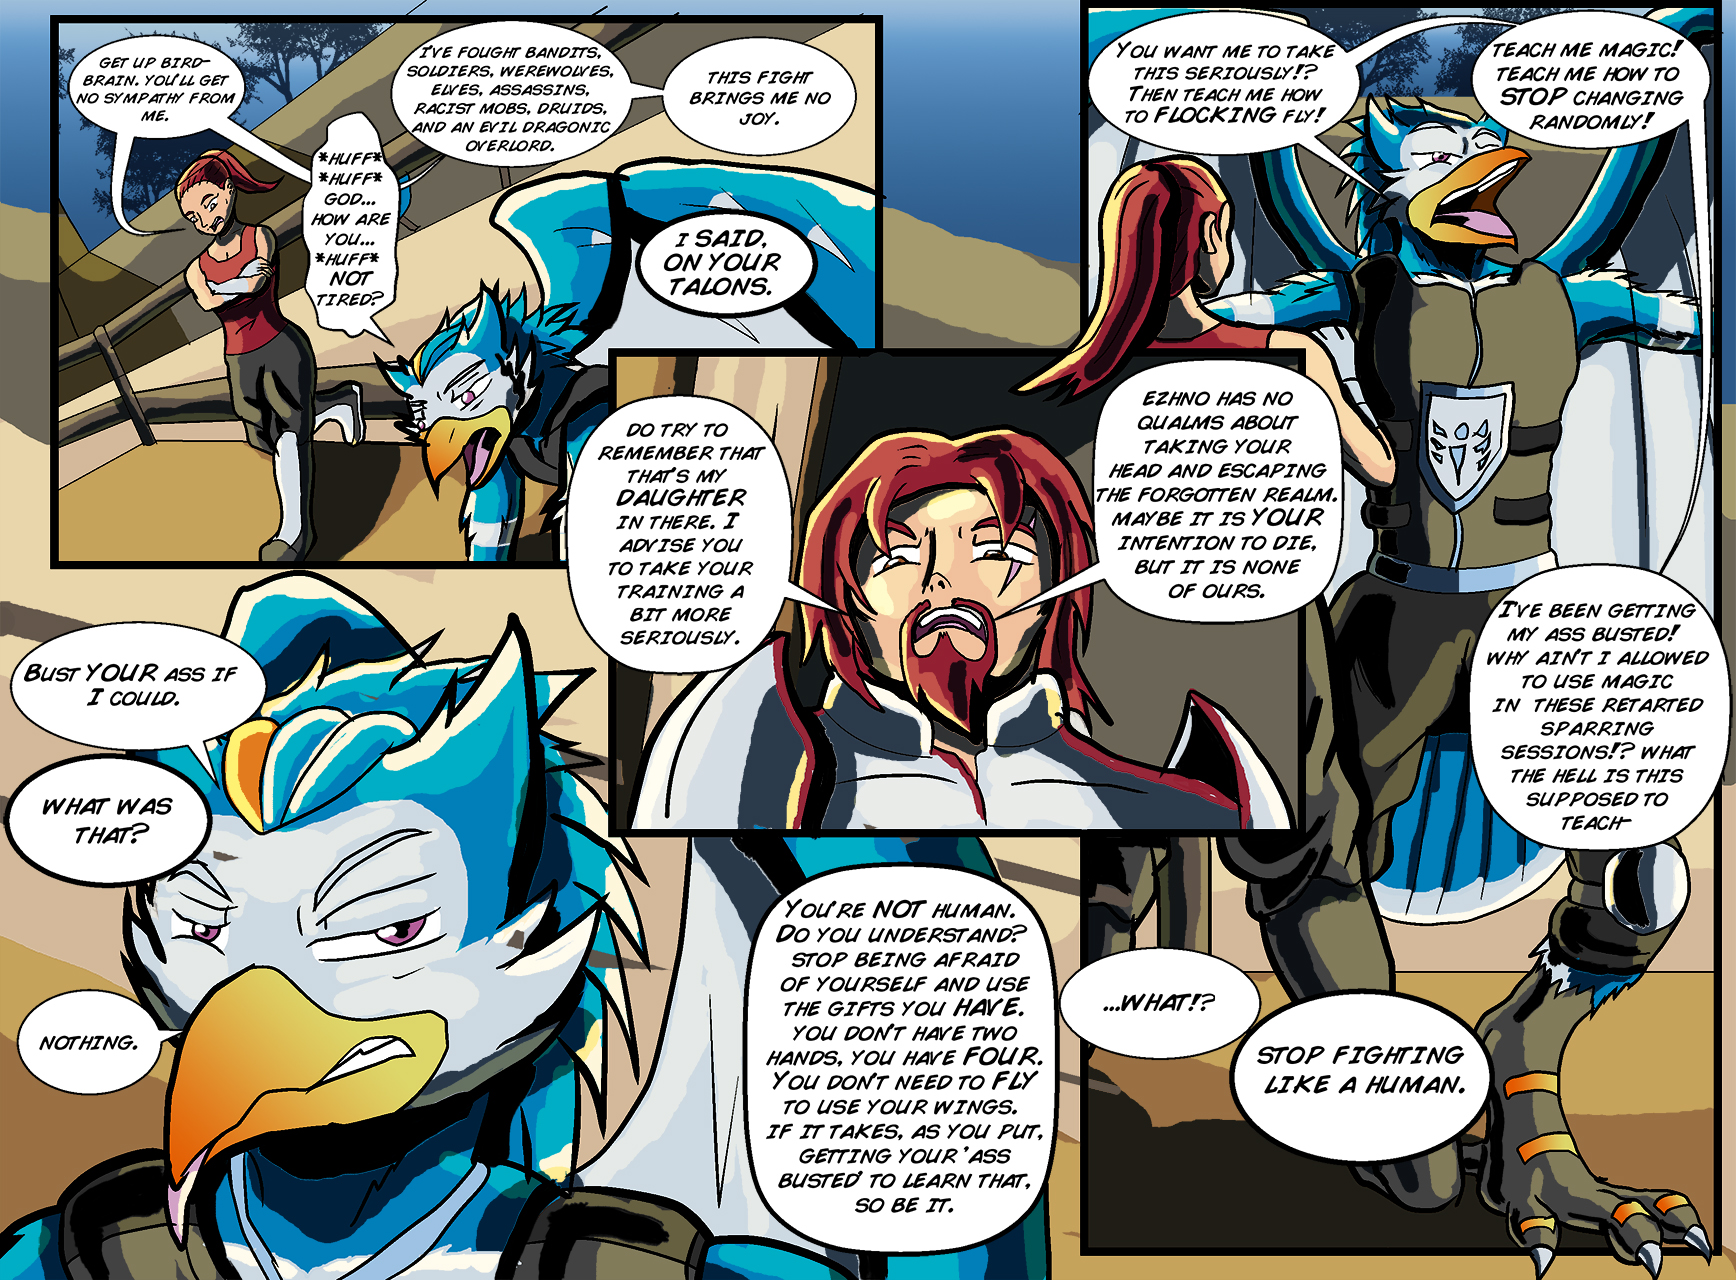 GET UP BIRD-
BRAIN. YOU'LL GET
NO SYMPATHY FROM
ME.
*HUFF*
*HUFF*
GOD...
HOW ARE
YOU...
*HUFF*
NOT
TIRED?
I'VE FOUGHT BANDITS,
SOLDIERS, WEREWOLVES,
ELVES, ASSASSINS,
RACIST MOBS, DRUIDS,
AND AN EVIL DRAGONIC
OVERLORD.
THIS FIGHT
BRINGS ME NO
JOY.
I SAID,
ON YOUR
TALONS.
BUST YOUR ASS IF
I COULD.
WHAT WAS
THAT?
NOTHING.
DO TRY TO
REMEMBER THAT
THAT'S MY
DAUGHTER
IN THERE. I
ADVISE YOU
TO TAKE YOUR
TRAINING A
BIT MORE
SERIOUSLY.
EZHNO HAS NO
QUALMS ABOUT
TAKING YOUR
HEAD AND ESCAPING
THE FORGOTTEN REALM.
MAYBE IT IS YOUR
INTENTION TO DIE,
BUT IT IS NONE
OF OURS.
YOU WANT ME TO TAKE
THIS SERIOUSLY!?
THEN TEACH ME HOW
TO FLOCKING FLY!
TEACH ME MAGIC!
TEACH ME HOW TO
STOP CHANGING
RANDOMLY!
I'VE BEEN GETTING
MY ASS BUSTED!
WHY AIN'T I ALLOWED
TO USE MAGIC
IN THESE RETARTED
SPARRING
SESSIONS!? WHAT
THE HELL IS THIS
SUPPOSED TO
TEACH-
STOP FIGHTING
LIKE A HUMAN.
...WHAT!?
YOU'RE NOT HUMAN.
DO YOU UNDERSTAND?
STOP BEING AFRAID
OF YOURSELF AND USE
THE GIFTS YOU HAVE.
YOU DON'T HAVE TWO
HANDS, YOU HAVE FOUR.
YOU DON'T NEED TO FLY
TO USE YOUR WINGS.
IF IT TAKES, AS YOU PUT,
GETTING YOUR 'ASS
BUSTED' TO LEARN THAT,
SO BE IT.